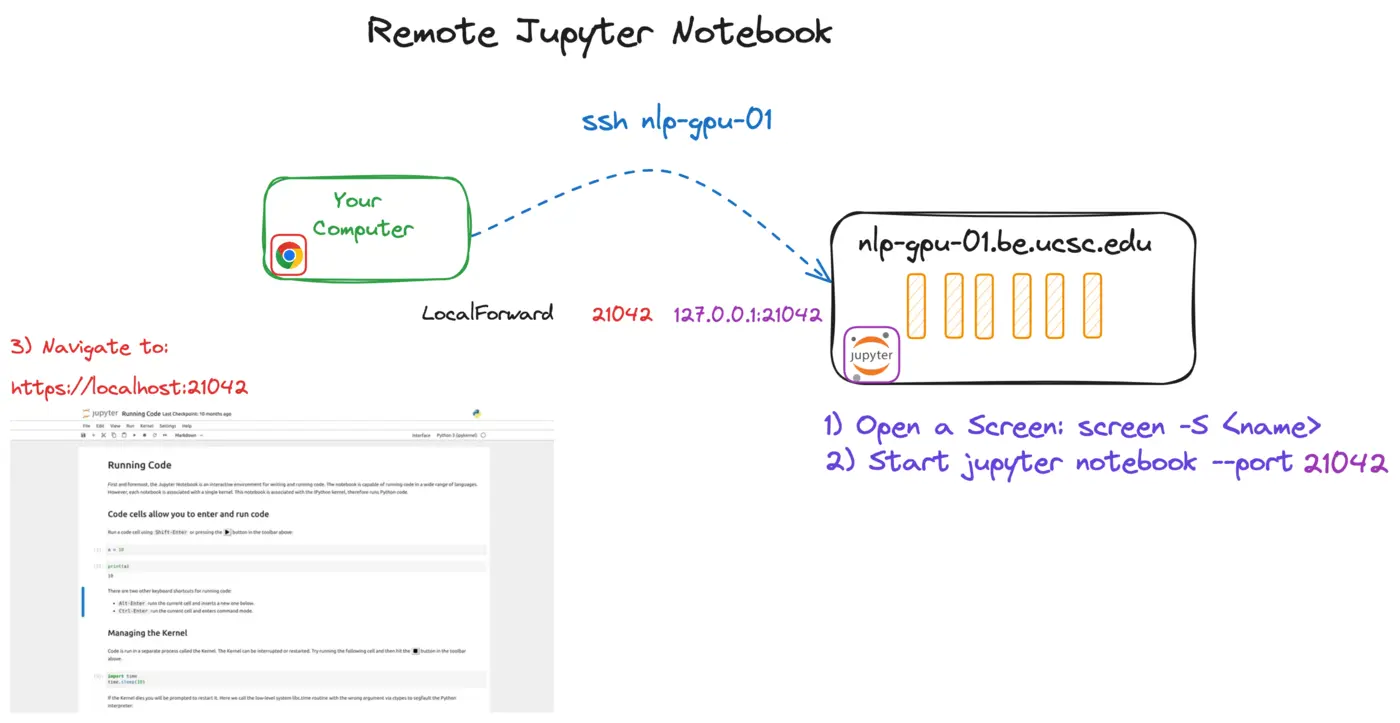 Remote Jupyter Notebook
ssh nlp-gpu-01
Your
Computer
nlp-gpu-01.be.ucsc.edu
LocalForward 21042 127.0.0.1:21042
jupyter
3) Navigate to:
https://localhost:21042
1) Open a Screen: screen -S <name>
2) Start jupyter notebook --port 21042
jupyter Running Code Last Checkpoint: 10 months ago
File Edit View Run Kernel Settings Help
Markdown
Interface Python 3 (ipykernel)
Running Code
First and foremost, the Jupyter Notebook is an interactive environment for writing and running code. The notebook is capable of running code in a wide range of languages.
However, each notebook is associated with a single kernel. This notebook is associated with the IPython kernel, therefore runs Python code.
Code cells allow you to enter and run code
Run a code cell using Shift-Enter or pressing the button in the toolbar above:
a = 10
print(a)
10
There are two other keyboard shortcuts for running code:
• Alt-Enter runs the current cell and inserts a new one below.
• Ctrl-Enter run the current cell and enters command mode.
Managing the Kernel
Code is run in a separate process called the Kernel. The Kernel can be interrupted or restarted. Try running the following cell and then hit the button in the toolbar
above.
import time
time.sleep(10)
If the Kernel dies you will be prompted to restart it. Here we call the low-level system libc.time routine with the wrong argument via ctypes to segfault the Python
interpreter: